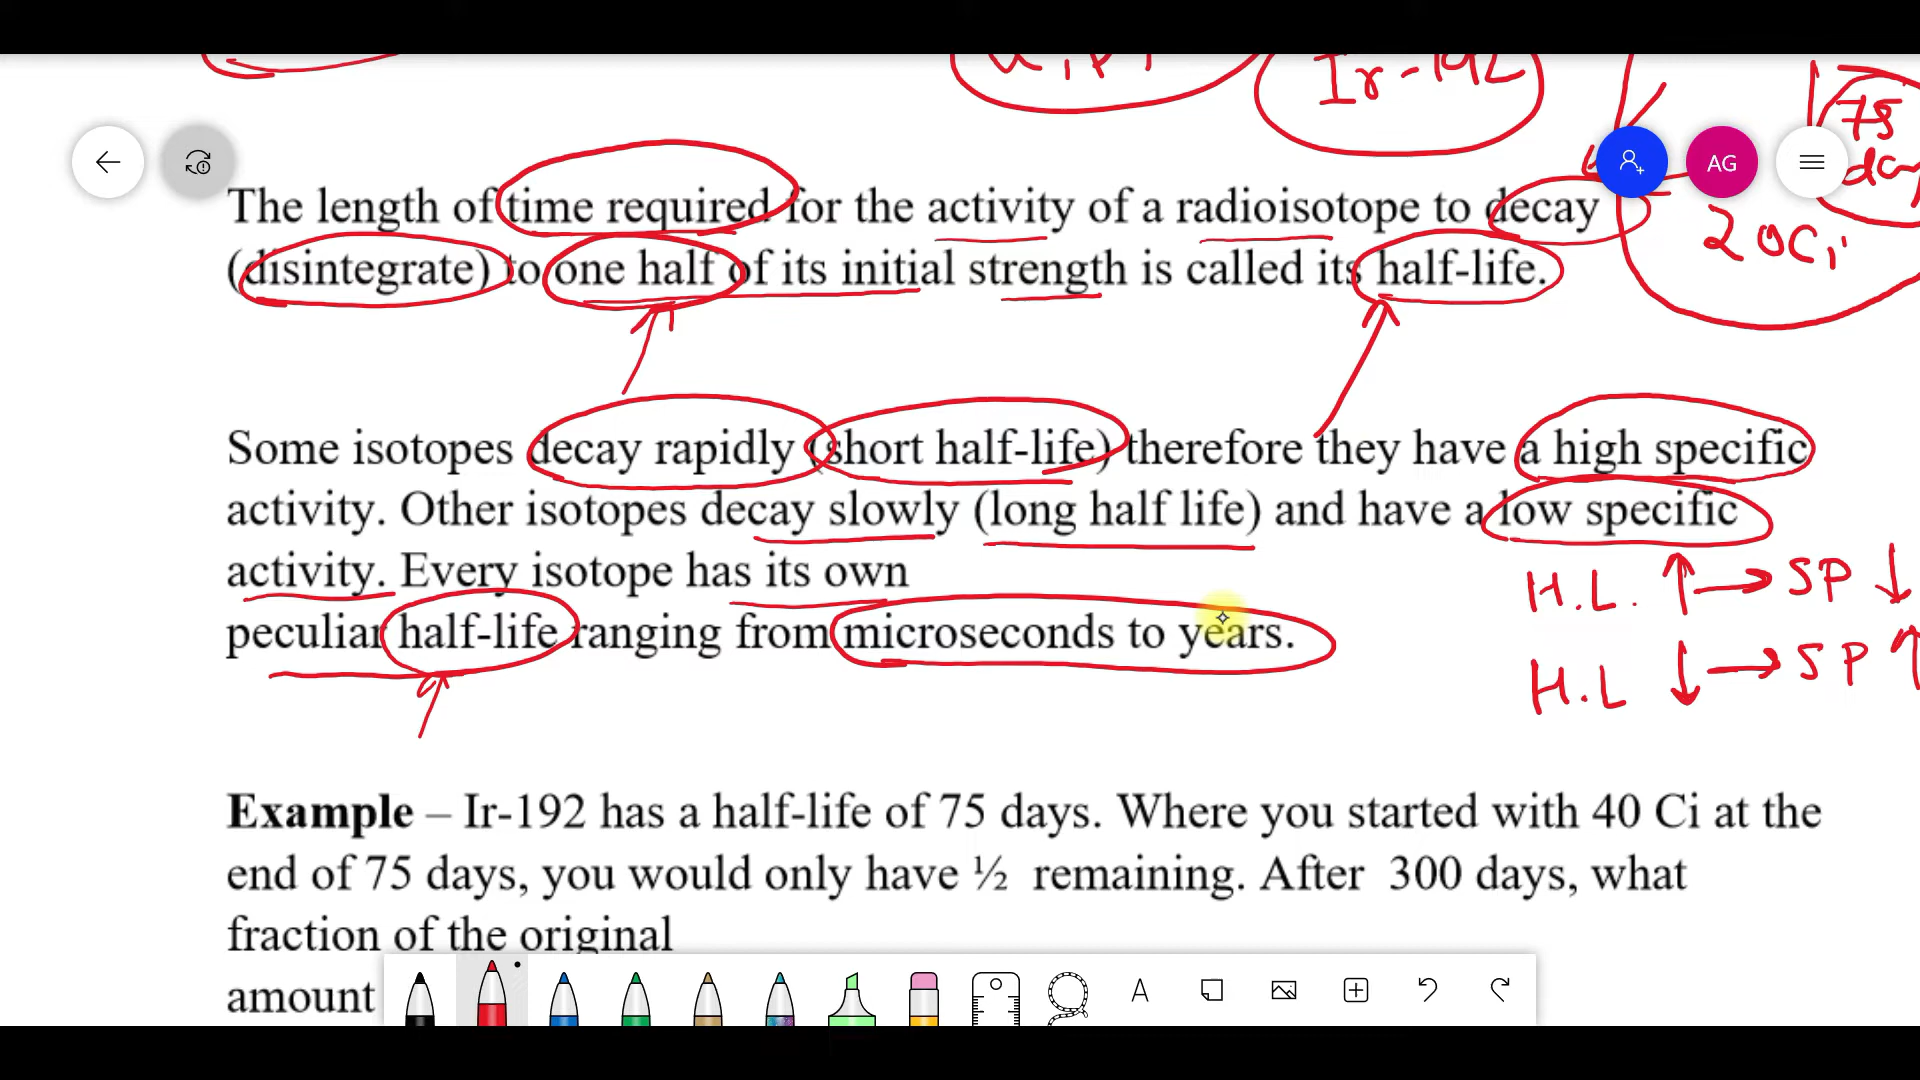 Ir-192
75
day
AG
The length of time required for the activity of a radioisotope to decay
20Ci
(disintegrate) to one half of its initial strength is called its half-life.
Some isotopes decay rapidly (short half-life) therefore they have a high specific
activity. Other isotopes decay slowly (long half life) and have a low specific
activity. Every isotope has its own
H.L. ↑ → SP ↓
peculiar half-life ranging from microseconds to years.
H.L ↓ → SP ↑
Example – Ir-192 has a half-life of 75 days. Where you started with 40 Ci at the
end of 75 days, you would only have ½ remaining. After 300 days, what
fraction of the original
amount